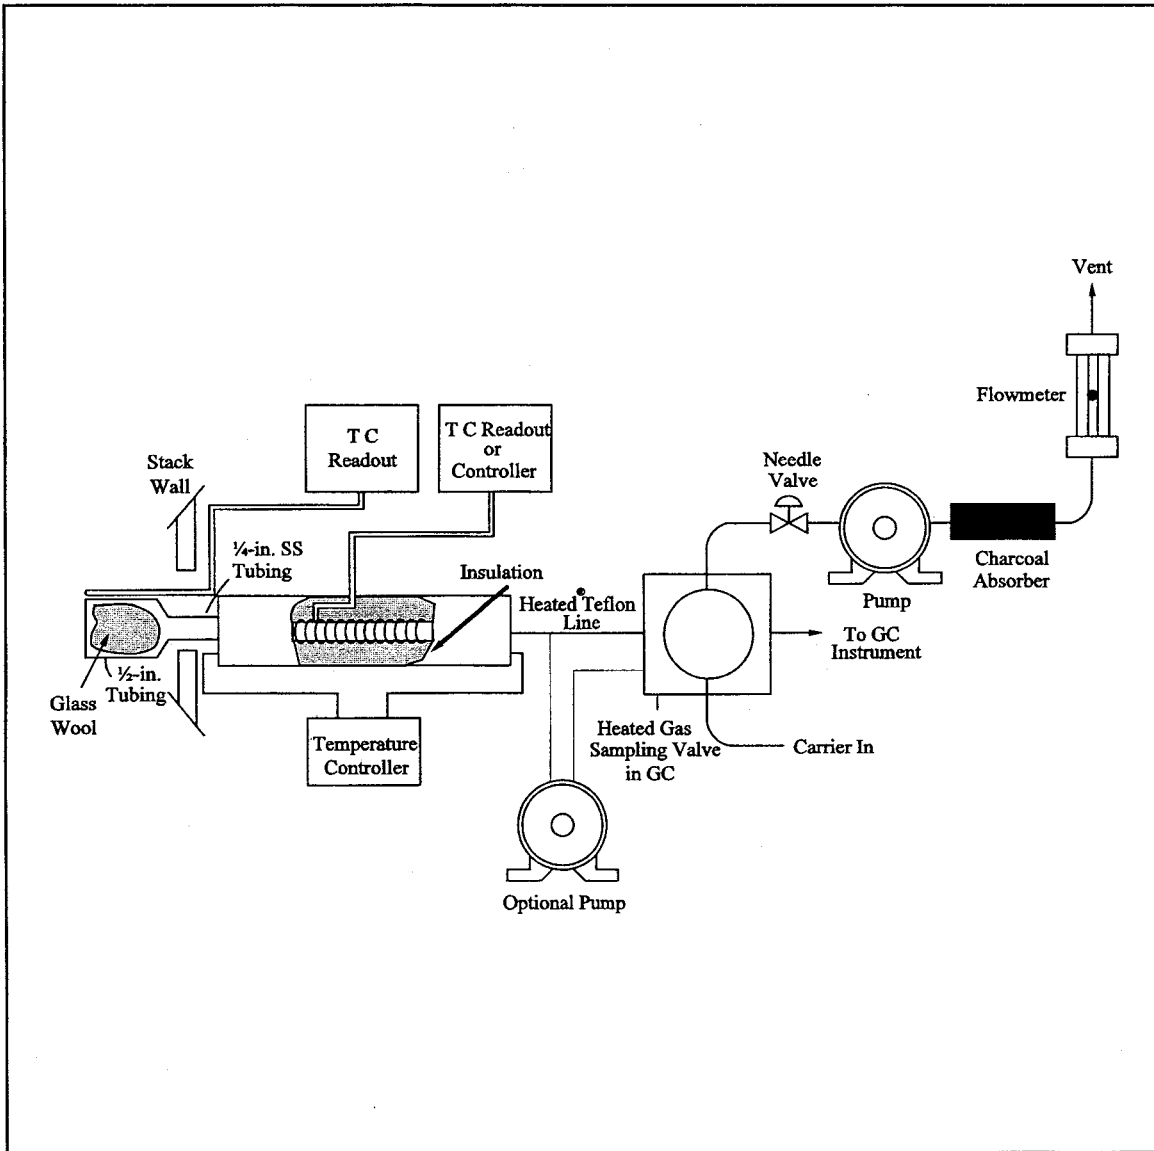 Vent
Flowmeter
T C
Readout
T C Readout
or
Controller
Stack
Wall
Needle
Valve
¼-in. SS
Tubing
Insulation
Charcoal
Absorber
Heated Teflon
Line
Pump
To GC
Instrument
½-in.
Tubing
Glass
Wool
Temperature
Controller
Heated Gas
Sampling Valve
in GC
Carrier In
Optional Pump